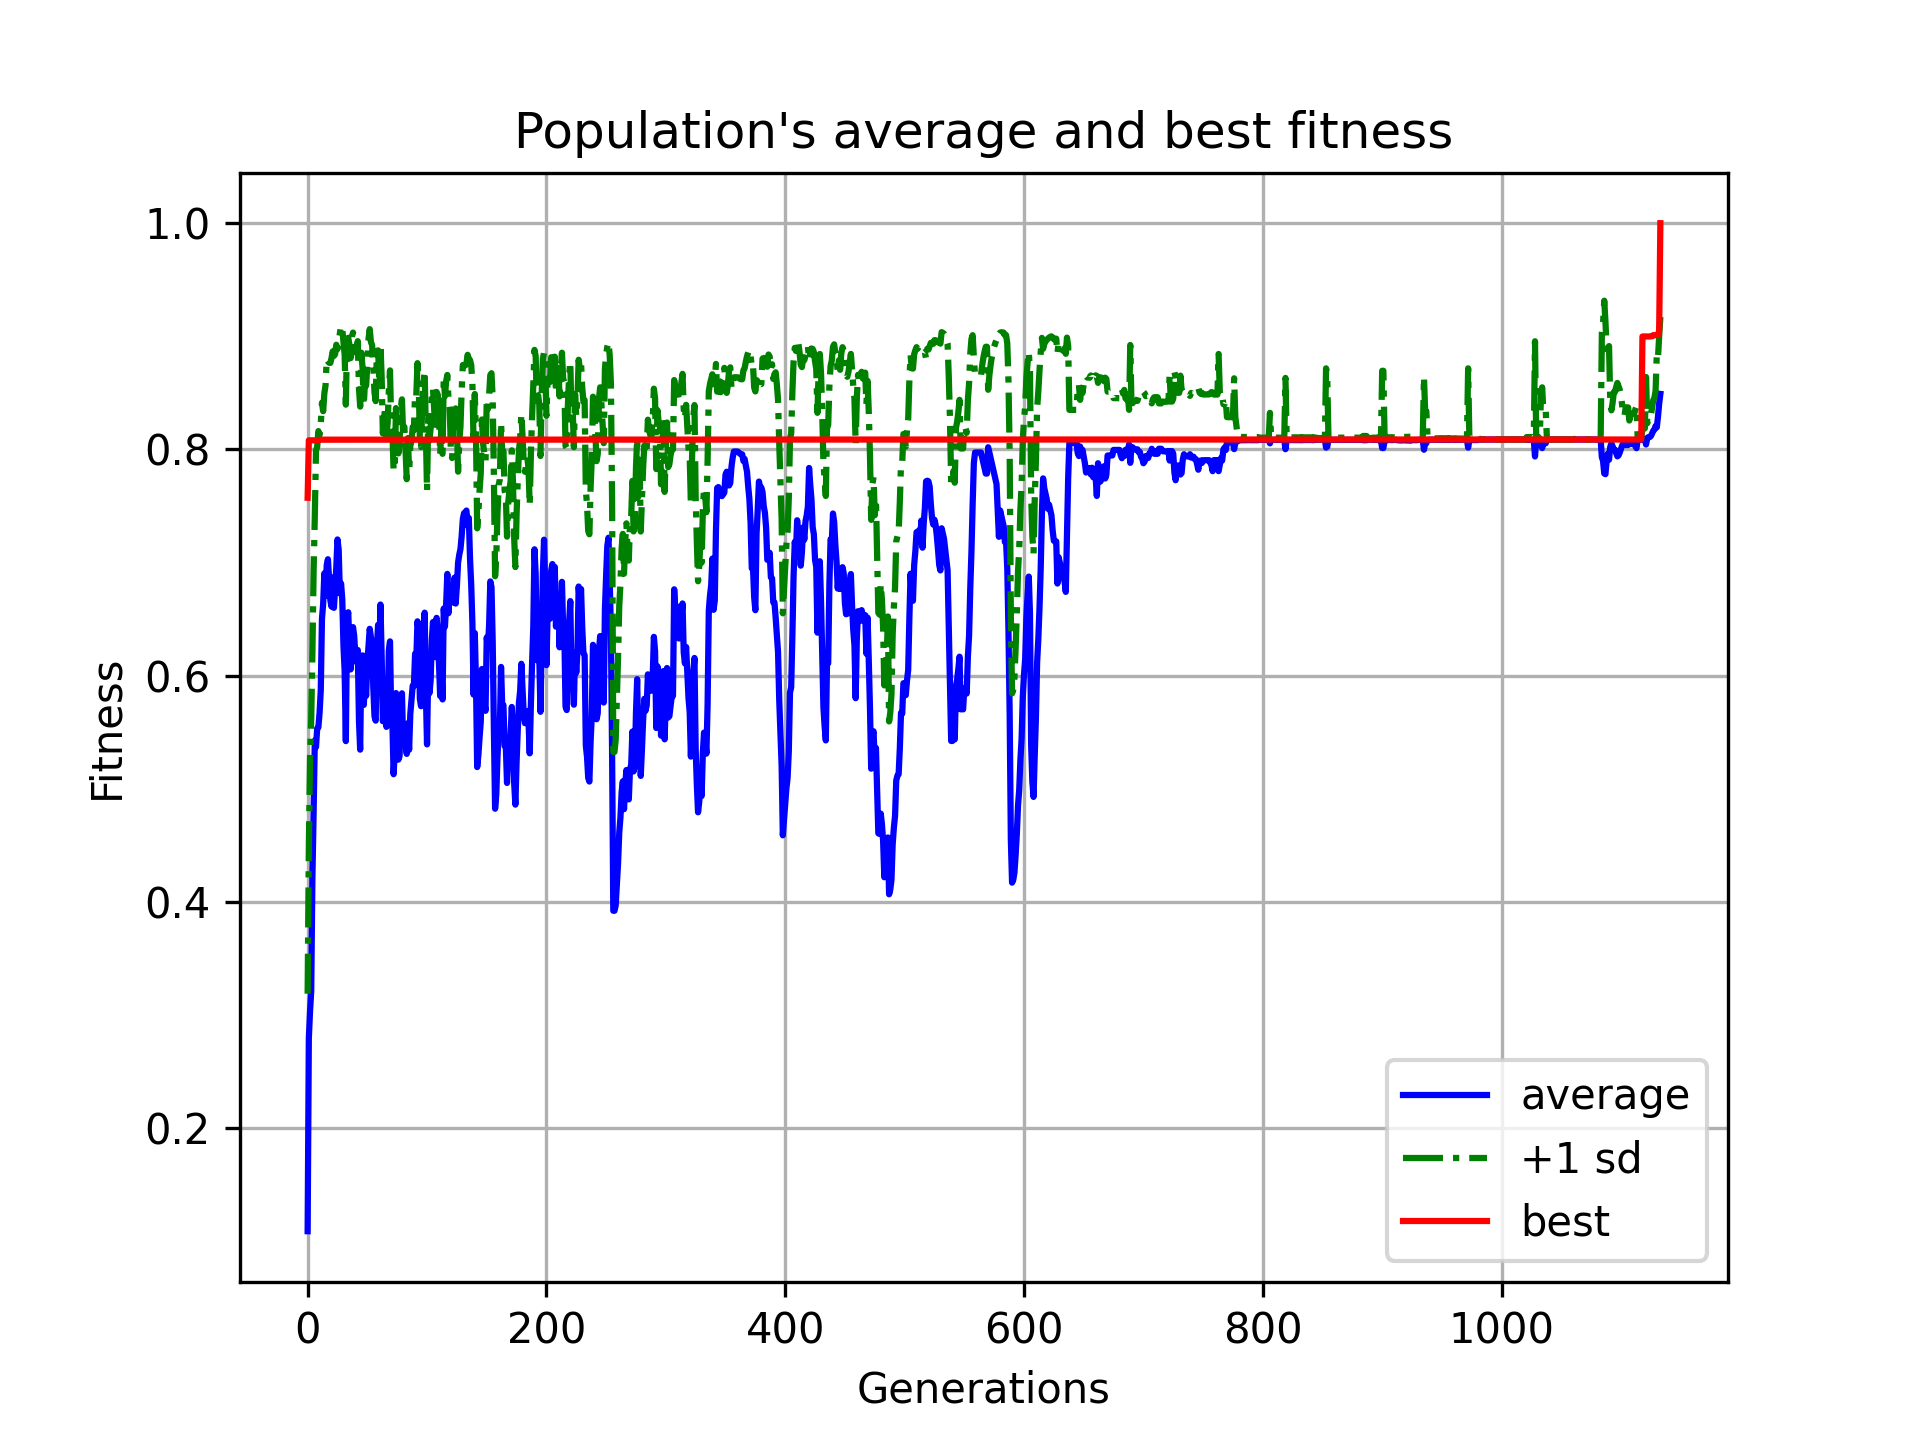 Population's average and best fitness
1.0
0.8
0.6
0.4
0.2
Fitness
0 200 400 600 800 1000
Generations
average
+1 sd
best